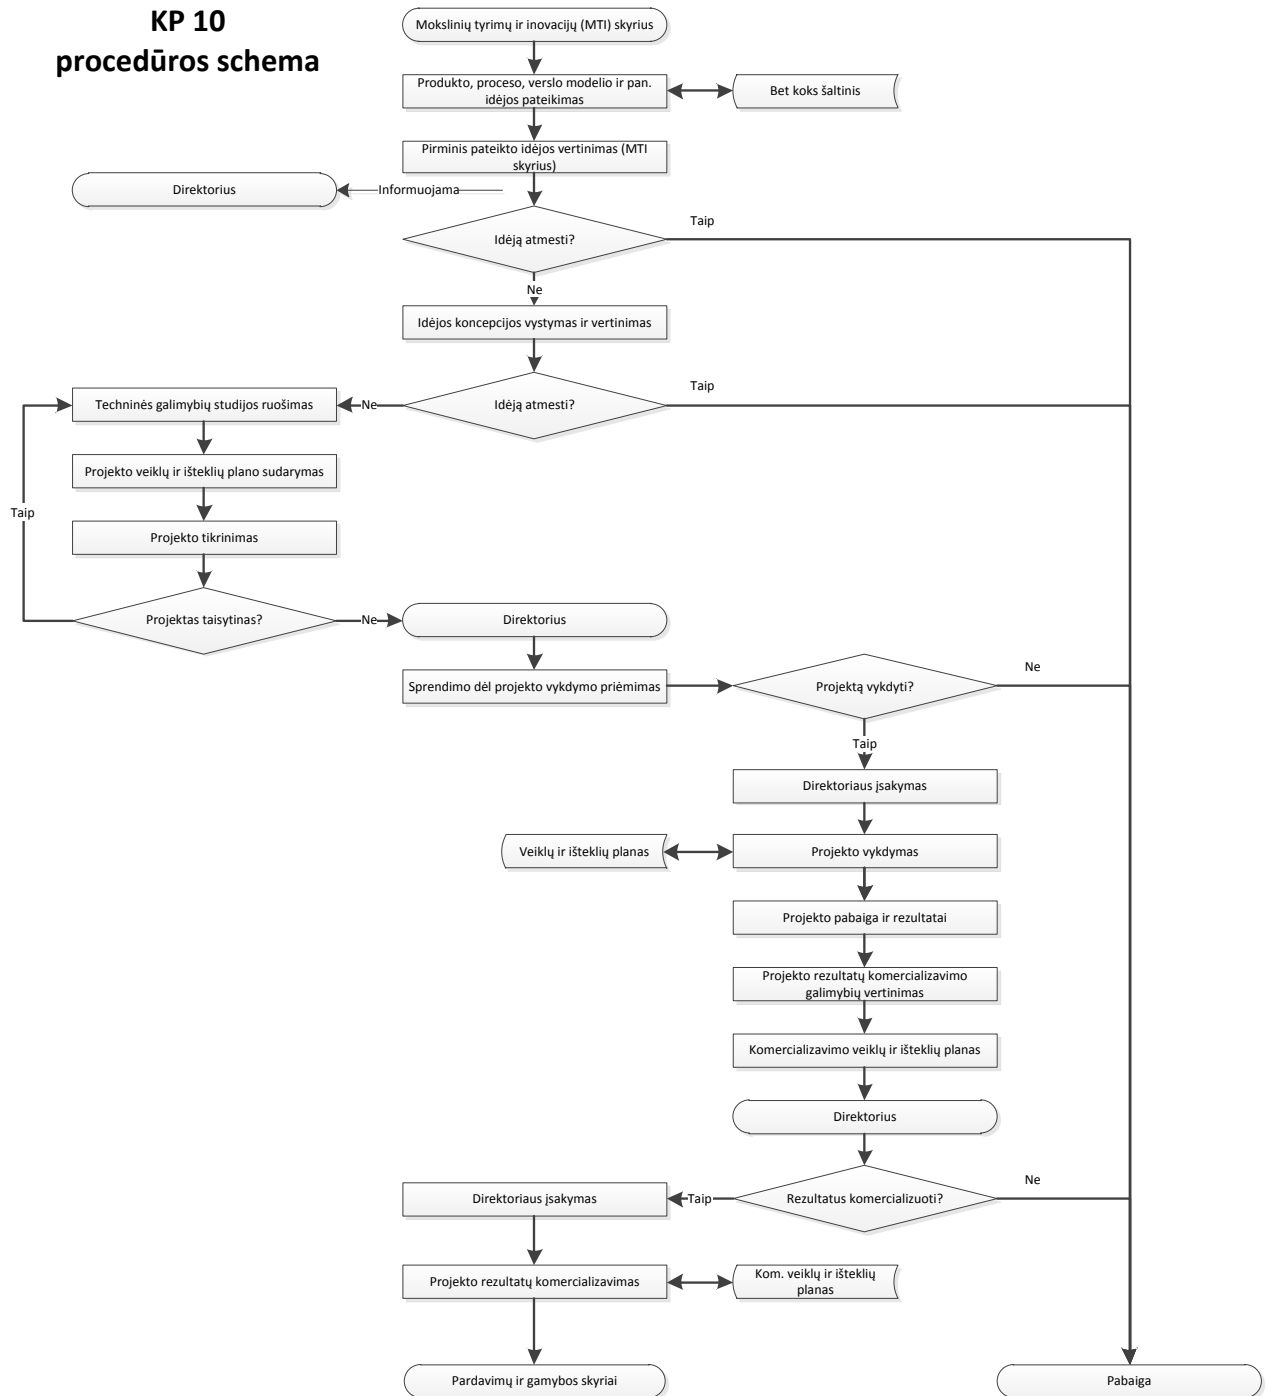 KP 10
procedūros schema
Mokslinių tyrimų ir inovacijų (MTI) skyrius
Produkto, proceso, verslo modelio ir pan.
idėjos pateikimas
Bet koks šaltinis
Pirminis pateikto idėjos vertinimas (MTI
skyrius)
Direktorius
Informuojama
Taip
Idėją atmesti?
Ne
Idėjos koncepcijos vystymas ir vertinimas
Taip
Techninės galimybių studijos ruošimas
Ne
Idėją atmesti?
Projekto veiklų ir išteklių plano sudarymas
Taip
Projekto tikrinimas
Projektas taisytinas?
Ne
Direktorius
Sprendimo dėl projekto vykdymo priėmimas
Projektą vykdyti?
Ne
Taip
Direktoriaus įsakymas
Veiklų ir išteklių planas
Projekto vykdymas
Projekto pabaiga ir rezultatai
Projekto rezultatų komercializavimo
galimybių vertinimas
Komercializavimo veiklų ir išteklių planas
Direktorius
Ne
Direktoriaus įsakymas
Taip
Rezultatus komercializuoti?
Projekto rezultatų komercializavimas
Kom. veiklų ir išteklių
planas
Pardavimų ir gamybos skyriai
Pabaiga